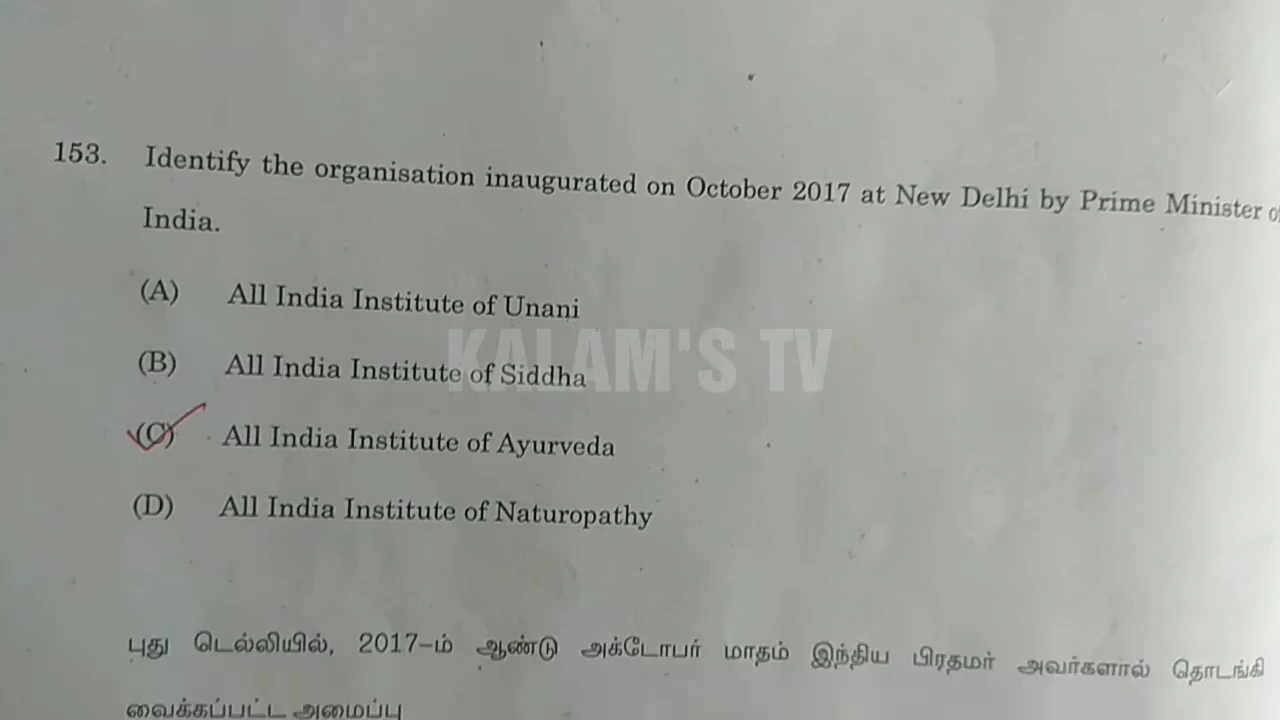 153. Identify the organisation inaugurated on October 2017 at New Delhi by Prime Minister of
India.
(A) All India Institute of Unani
KALAM'S TV
(B) All India Institute of Siddha
(C) All India Institute of Ayurveda
(D) All India Institute of Naturopathy
புது டெல்லியில், 2017–ம் ஆண்டு அக்டோபர் மாதம் இந்திய பிரதமர் அவர்களால் தொடங்கி
வைக்கப்பட்ட அமைப்பு